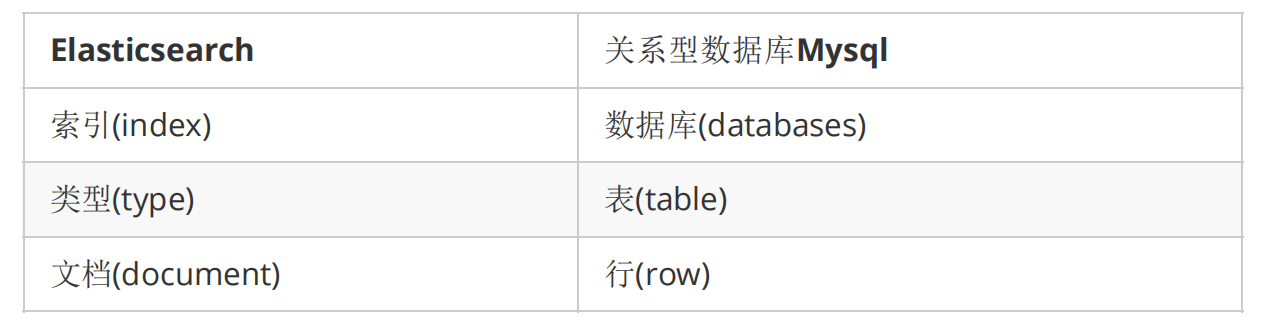 Elasticsearch 关系型数据库Mysql
索引(index) 数据库(databases)
类型(type) 表(table)
文档(document) 行(row)